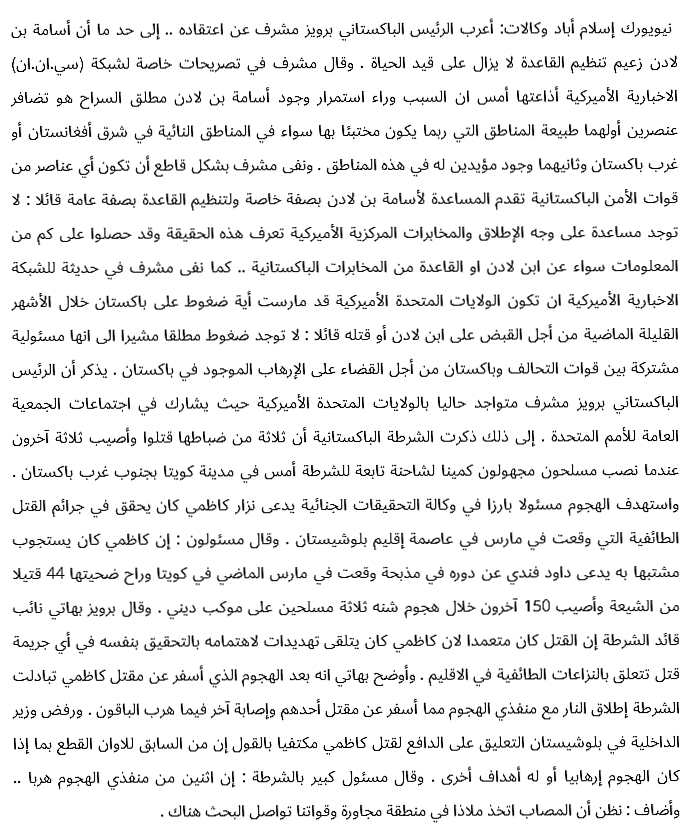 نيويورك إسلام أباد وكالات: أعرب الرئيس الباكستاني برويز مشرف عن اعتقاده .. إلى حد ما أن أسامة بن
لادن زعيم تنظيم القاعدة لا يزال على قيد الحياة . وقال مشرف في تصريحات خاصة لشبكة (سي.ان.ان)
الاخبارية الأميركية أذاعتها أمس ان السبب وراء استمرار وجود أسامة بن لادن مطلق السراح هو تضافر
عنصرين أولهما طبيعة المناطق التي ربما يكون مختبئا بها سواء في المناطق النائية في شرق أفغانستان أو
غرب باكستان وثانيهما وجود مؤيدين له في هذه المناطق . ونفى مشرف بشكل قاطع أن تكون أي عناصر من
قوات الأمن الباكستانية تقدم المساعدة لأسامة بن لادن بصفة خاصة ولتنظيم القاعدة بصفة عامة قائلا : لا
توجد مساعدة على وجه الإطلاق والمخابرات المركزية الأميركية تعرف هذه الحقيقة وقد حصلوا على كم من
المعلومات سواء عن ابن لادن او القاعدة من المخابرات الباكستانية .. كما نفى مشرف في حديثة للشبكة
الاخبارية الأميركية ان تكون الولايات المتحدة الأميركية قد مارست أية ضغوط على باكستان خلال الأشهر
القليلة الماضية من أجل القبض على ابن لادن أو قتله قائلا : لا توجد ضغوط مطلقا مشيرا الى انها مسئولية
مشتركة بين قوات التحالف وباكستان من أجل القضاء على الإرهاب الموجود في باكستان . يذكر أن الرئيس
الباكستاني برويز مشرف متواجد حاليا بالولايات المتحدة الأميركية حيث يشارك في اجتماعات الجمعية
العامة للأمم المتحدة . إلى ذلك ذكرت الشرطة الباكستانية أن ثلاثة من ضباطها قتلوا وأصيب ثلاثة آخرون
عندما نصب مسلحون مجهولون كمينا لشاحنة تابعة للشرطة أمس في مدينة كويتا بجنوب غرب باكستان .
واستهدف الهجوم مسئولا بارزا في وكالة التحقيقات الجنائية يدعى نزار كاظمي كان يحقق في جرائم القتل
الطائفية التي وقعت في مارس في عاصمة إقليم بلوشيستان . وقال مسئولون : إن كاظمي كان يستجوب
مشتبها به يدعى داود فندي عن دوره في مذبحة وقعت في مارس الماضي في كويتا وراح ضحيتها 44 قتيلا
من الشيعة وأصيب 150 آخرون خلال هجوم شنه ثلاثة مسلحين على موكب ديني . وقال برويز بهاتي نائب
قائد الشرطة إن القتل كان متعمدا لان كاظمي كان يتلقى تهديدات لاهتمامه بالتحقيق بنفسه في أي جريمة
قتل تتعلق بالنزاعات الطائفية في الاقليم . وأوضح بهاتي انه بعد الهجوم الذي أسفر عن مقتل كاظمي تبادلت
الشرطة إطلاق النار مع منفذي الهجوم مما أسفر عن مقتل أحدهم وإصابة آخر فيما هرب الباقون . ورفض وزير
الداخلية في بلوشيستان التعليق على الدافع لقتل كاظمي مكتفيا بالقول إن من السابق للاوان القطع بما إذا
كان الهجوم إرهابيا أو له أهداف أخرى . وقال مسئول كبير بالشرطة : إن اثنين من منفذي الهجوم هربا ..
وأضاف : نظن أن المصاب اتخذ ملاذا في منطقة مجاورة وقواتنا تواصل البحث هناك .